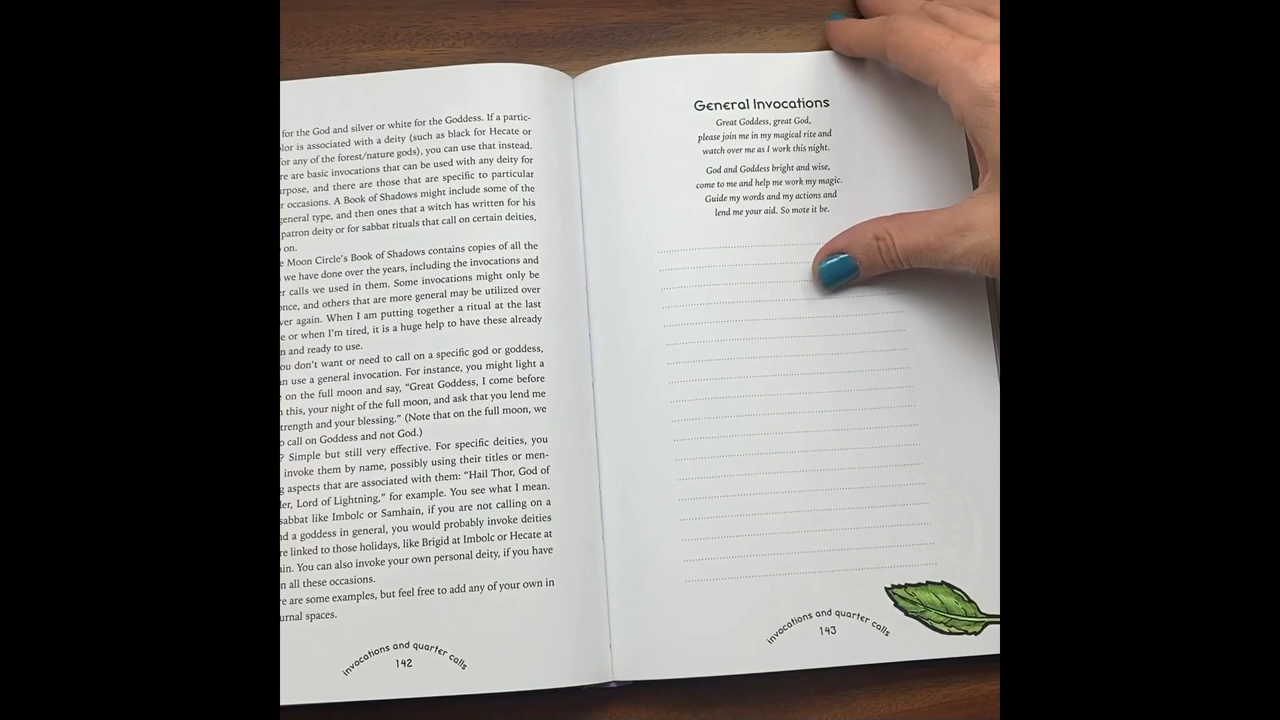 for the God and silver or white for the Goddess. If a partic-
lor is associated with a deity (such as black for Hecate or
for any of the forest/nature gods), you can use that instead.
re are basic invocations that can be used with any deity for
urpose, and there are those that are specific to particular
r occasions. A Book of Shadows might include some of the
general type, and then ones that a witch has written for his
patron deity or for sabbat rituals that call on certain deities,
on.
e Moon Circle's Book of Shadows contains copies of all the
we have done over the years, including the invocations and
er calls we used in them. Some invocations might only be
once, and others that are more general may be utilized over
ver again. When I am putting together a ritual at the last
e or when I'm tired, it is a huge help to have these already
n and ready to use.
ou don't want or need to call on a specific god or goddess,
an use a general invocation. For instance, you might light a
e on the full moon and say, “Great Goddess, I come before
n this, your night of the full moon, and ask that you lend me
trength and your blessing.” (Note that on the full moon, we
o call on Goddess and not God.)
? Simple but still very effective. For specific deities, you
invoke them by name, possibly using their titles or men-
g aspects that are associated with them: “Hail Thor, God of
er, Lord of Lightning,” for example. You see what I mean.
sabbat like Imbolc or Samhain, if you are not calling on a
nd a goddess in general, you would probably invoke deities
re linked to those holidays, like Brigid at Imbolc or Hecate at
ain. You can also invoke your own personal deity, if you have
n all these occasions.
re are some examples, but feel free to add any of your own in
urnal spaces.
invocations and quarter calls
142
General Invocations
Great Goddess, great God,
please join me in my magical rite and
watch over me as I work this night.
God and Goddess bright and wise,
come to me and help me work my magic.
Guide my words and my actions and
lend me your aid. So mote it be.
invocations and quarter calls
143